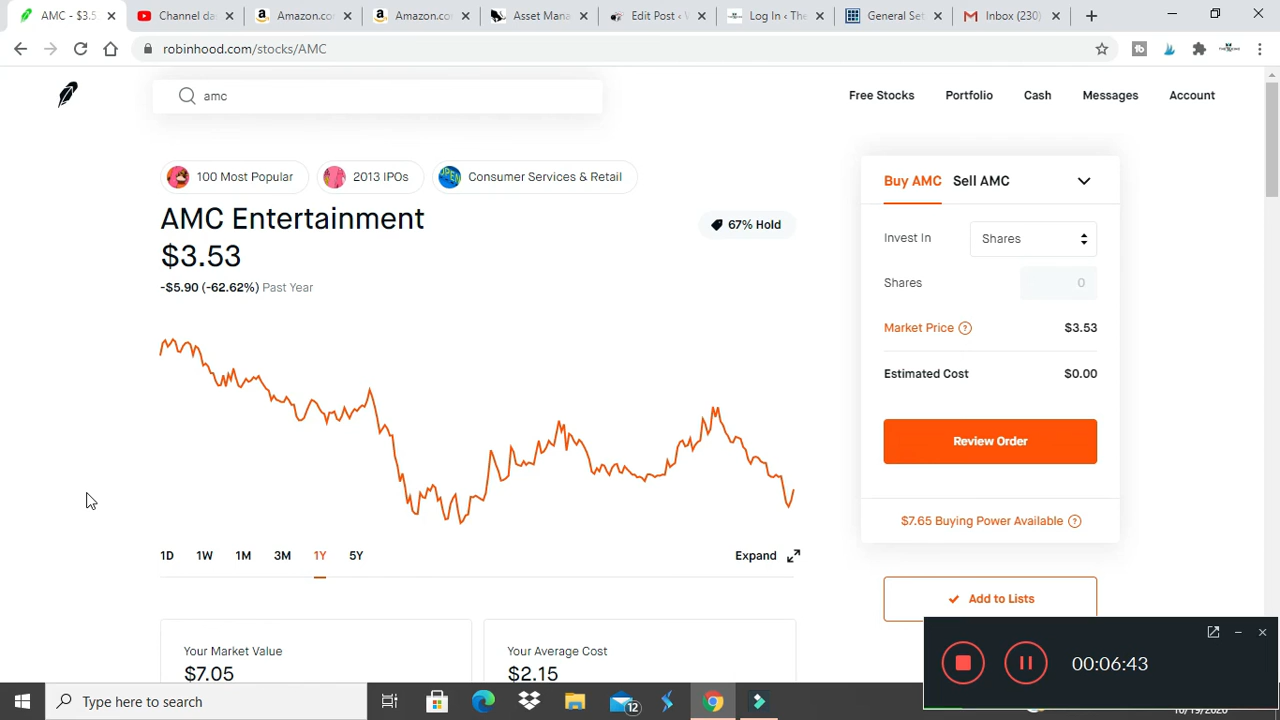 AMC - $3.5
Channel da
Amazon.co
Amazon.co
Asset Mana
Edit Post ‹
Log In ‹ The
General Set
Inbox (230)
robinhood.com/stocks/AMC
amc
Free Stocks
Portfolio
Cash
Messages
Account
100 Most Popular
2013 IPOs
OPEN
Consumer Services & Retail
AMC Entertainment
67% Hold
$3.53
-$5.90 (-62.62%) Past Year
1D 1W 1M 3M 1Y 5Y
Expand
Your Market Value
$7.05
Your Average Cost
$2.15
Buy AMC Sell AMC
Invest In Shares
Shares 0
Market Price ? $3.53
Estimated Cost $0.00
Review Order
$7.65 Buying Power Available ?
Add to Lists
00:06:43
Type here to search
12